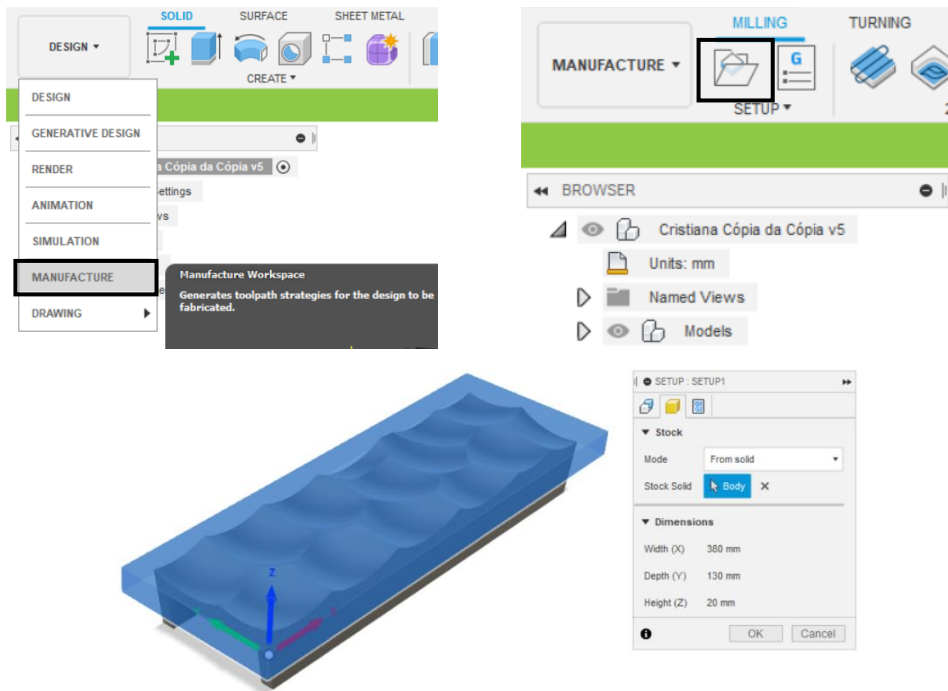 SOLID SURFACE SHEET METAL
DESIGN ▾
CREATE ▾
DESIGN
GENERATIVE DESIGN
RENDER
ANIMATION
SIMULATION
MANUFACTURE
DRAWING
a Cópia da Cópia v5
ettings
ws
Manufacture Workspace
Generates toolpath strategies for the design to be
fabricated.
MILLING TURNING
MANUFACTURE ▾
G
SETUP ▾
2
BROWSER
Cristiana Cópia da Cópia v5
Units: mm
Named Views
Models
Z
SETUP : SETUP1
Stock
Mode From solid
Stock Solid Body
Dimensions
Width (X) 380 mm
Depth (Y) 130 mm
Height (Z) 20 mm
OK Cancel